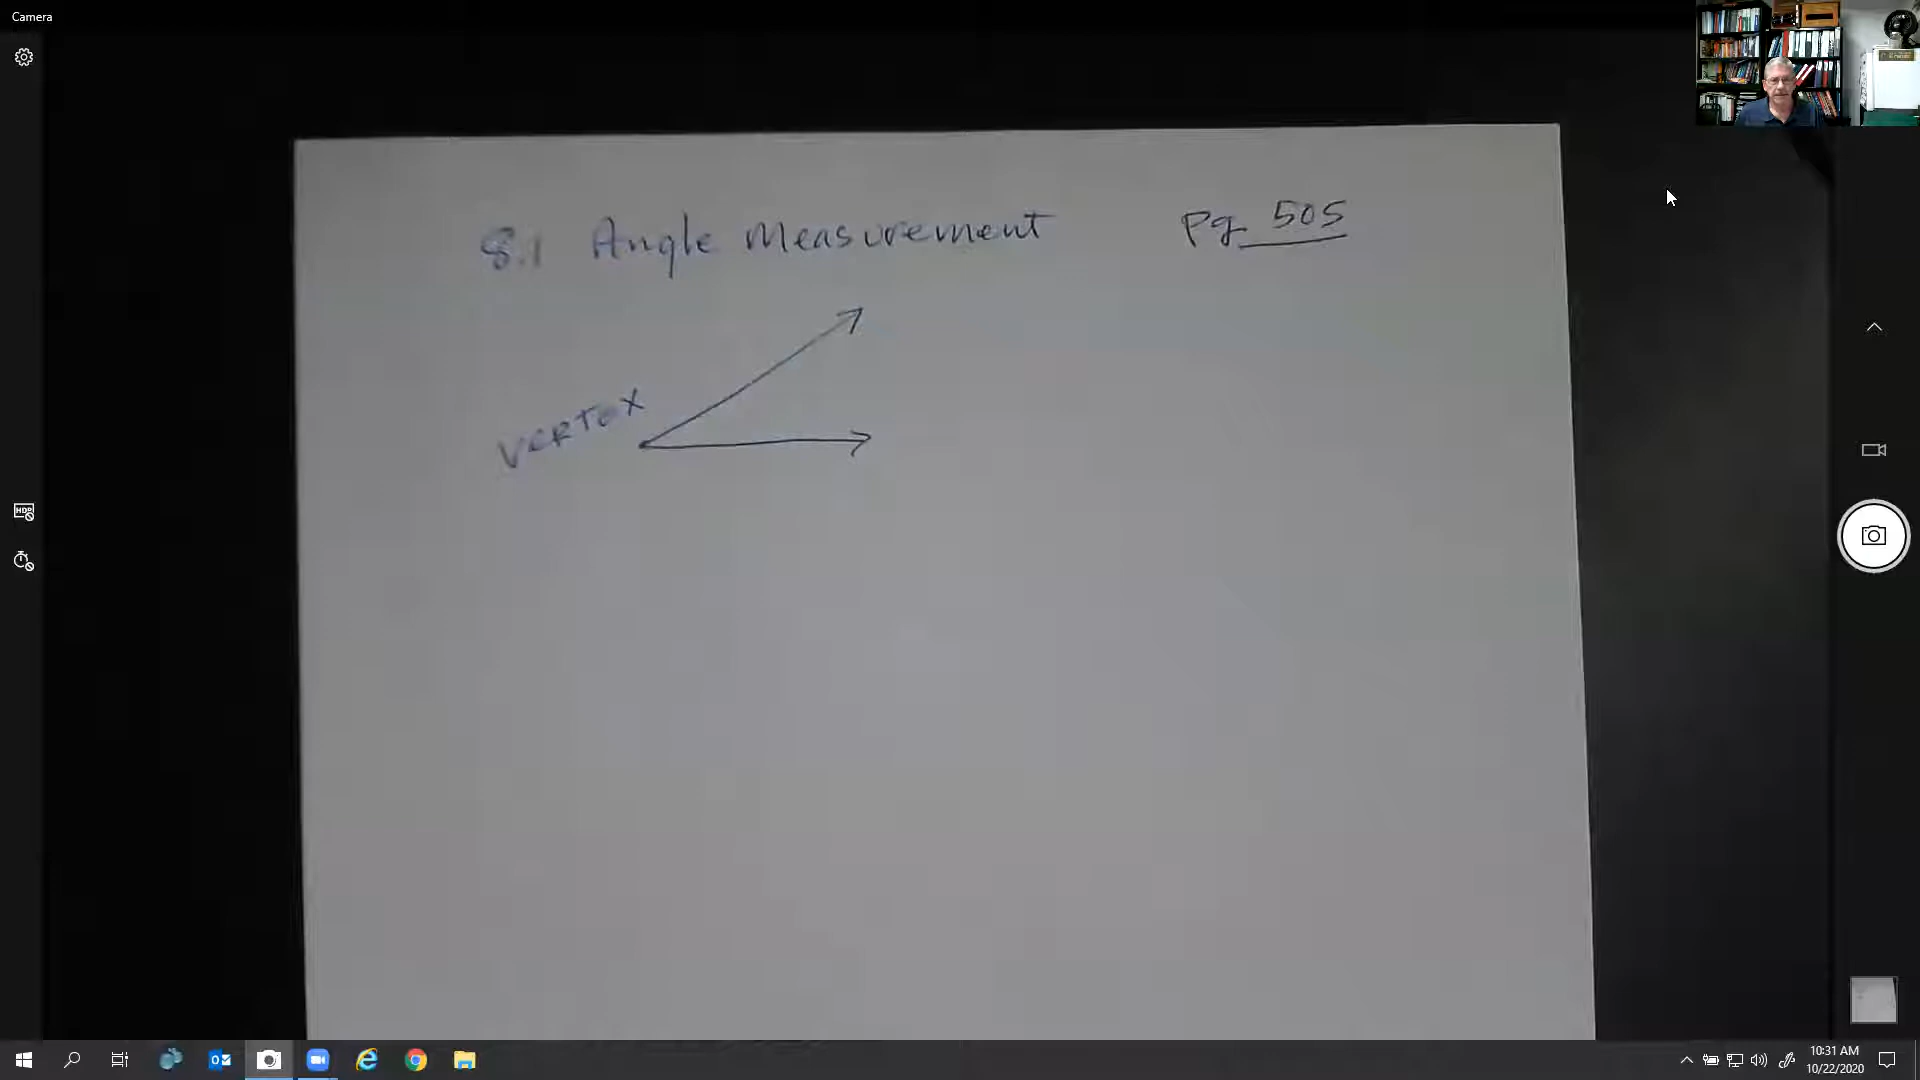 Camera
8.1 Angle Measurement Pg. 505
VERTEX
10:31 AM
10/22/2020